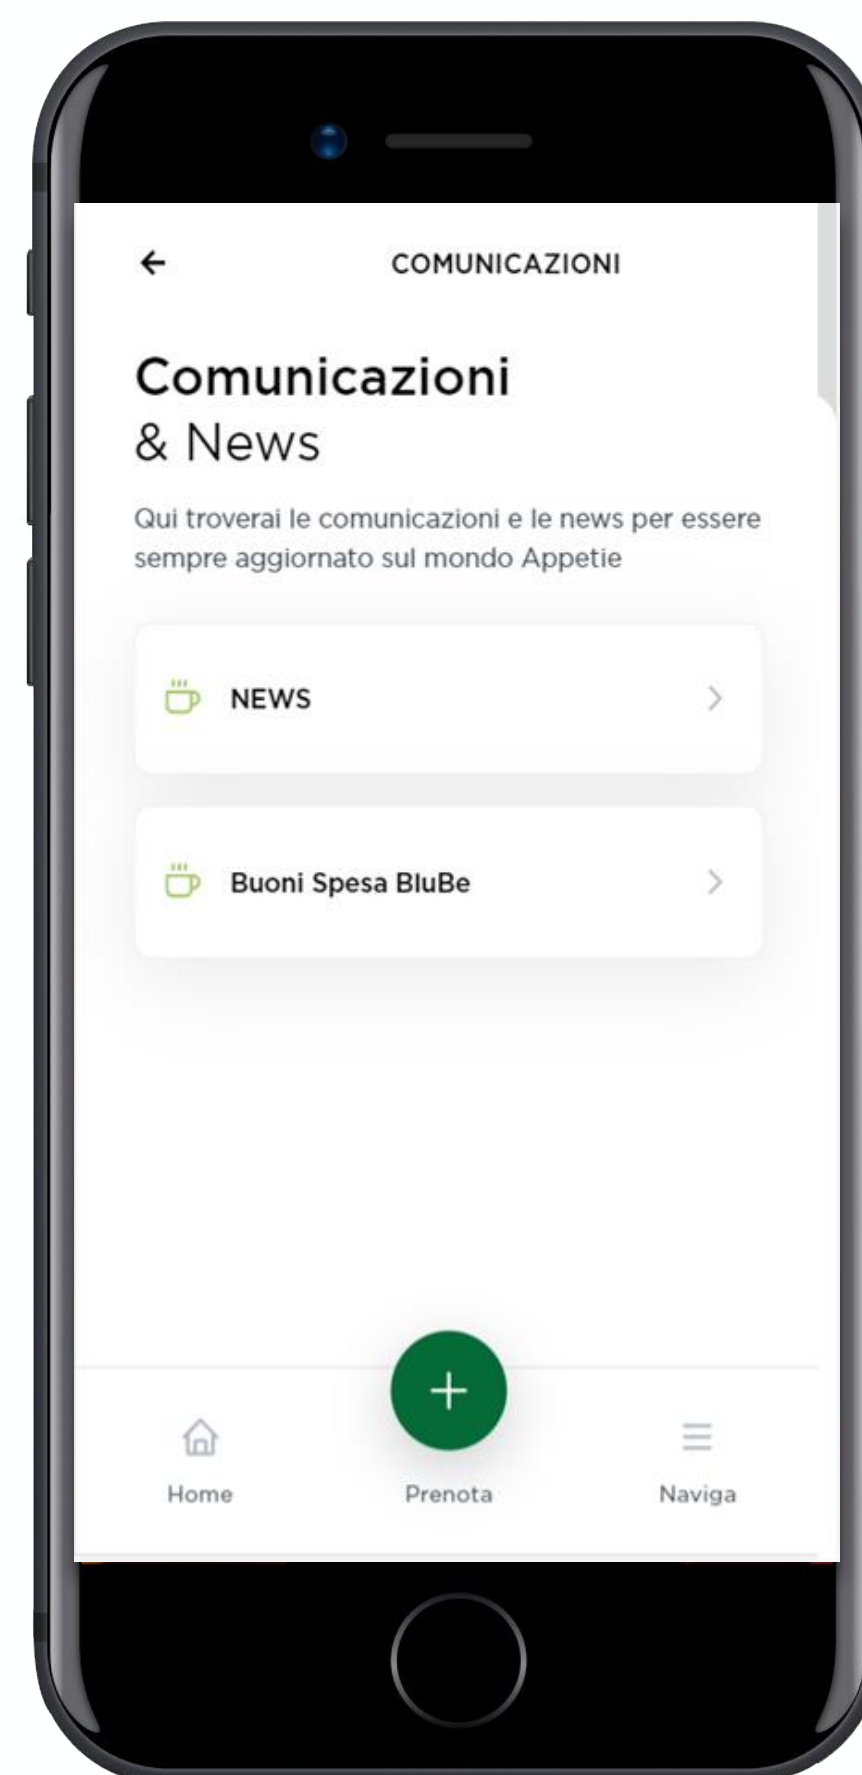 COMUNICAZIONI
Comunicazioni
& News
Qui troverai le comunicazioni e le news per essere
sempre aggiornato sul mondo Appetie
NEWS
Buoni Spesa BluBe
Home
Prenota
Naviga